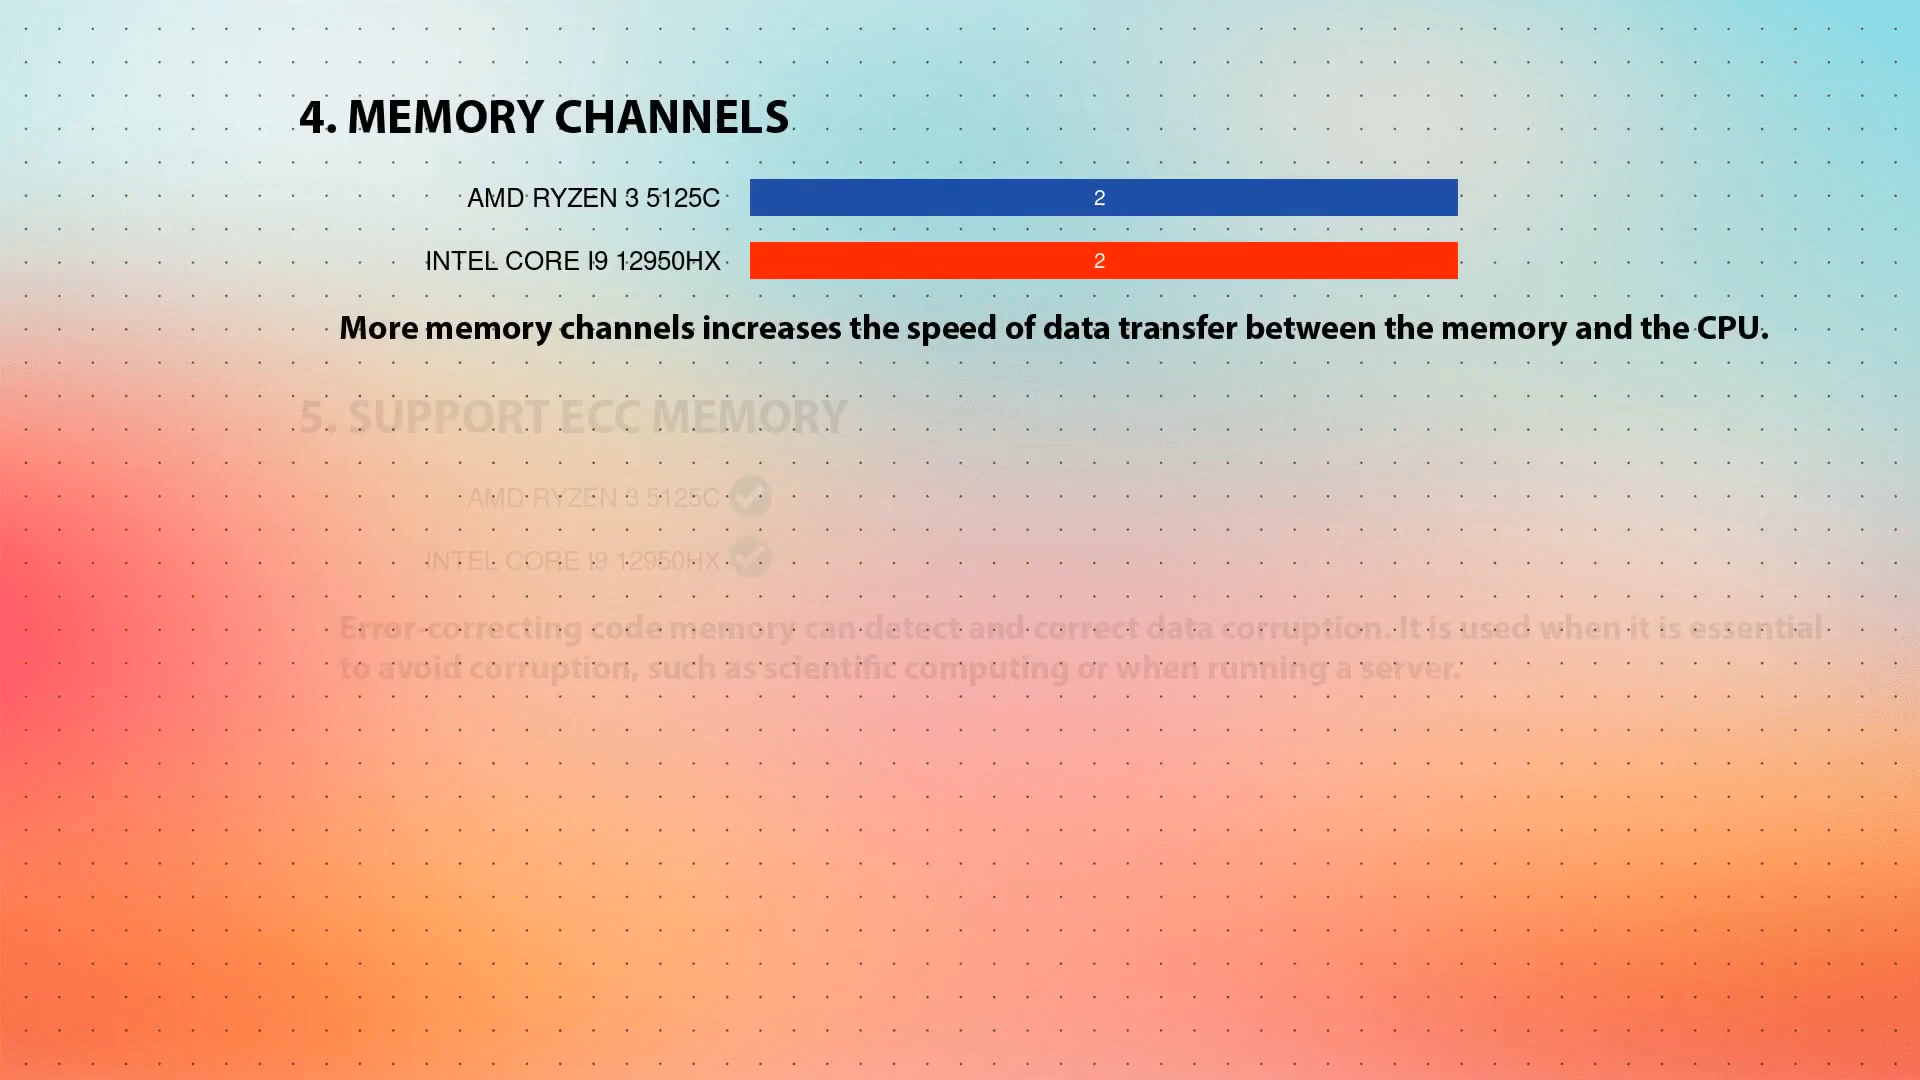 4. MEMORY CHANNELS
AMD RYZEN 3 5125C 2
INTEL CORE I9 12950HX 2
More memory channels increases the speed of data transfer between the memory and the CPU.
5. SUPPORT ECC MEMORY
AMD RYZEN 3 5125C
INTEL CORE I9 12950HX
Error-correcting code memory can detect and correct data corruption. It is used when it is essential
to avoid corruption, such as scientific computing or when running a server.